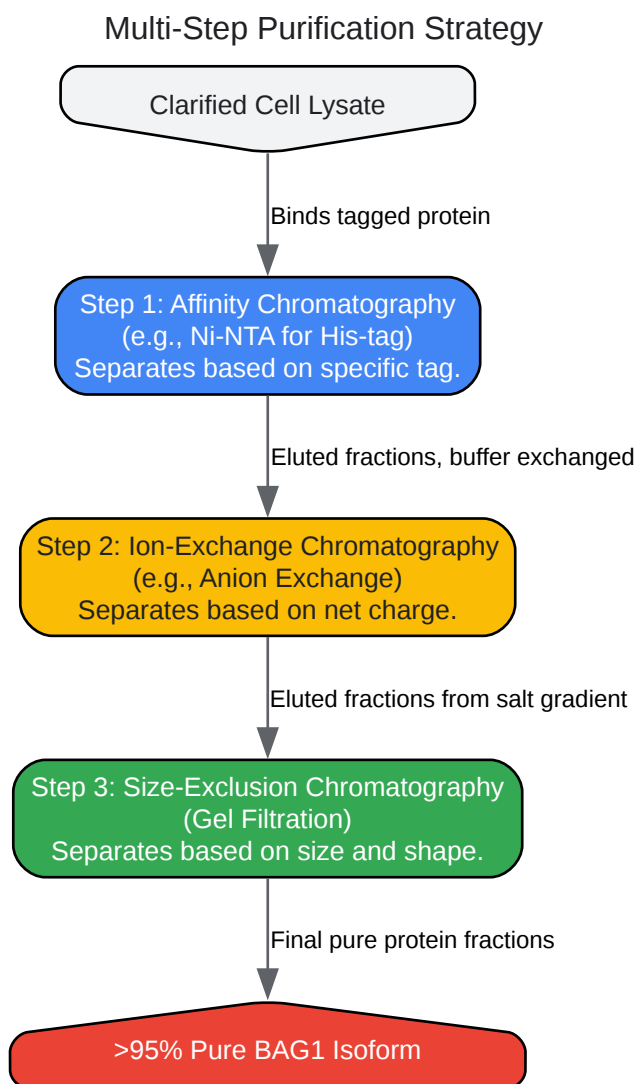 Multi-Step Purification Strategy
Clarified Cell Lysate
Binds tagged protein
Step 1: Affinity Chromatography
(e.g., Ni-NTA for His-tag)
Separates based on specific tag.
Eluted fractions, buffer exchanged
Step 2: Ion-Exchange Chromatography
(e.g., Anion Exchange)
Separates based on net charge.
Eluted fractions from salt gradient
Step 3: Size-Exclusion Chromatography
(Gel Filtration)
Separates based on size and shape.
Final pure protein fractions
>95% Pure BAG1 Isoform